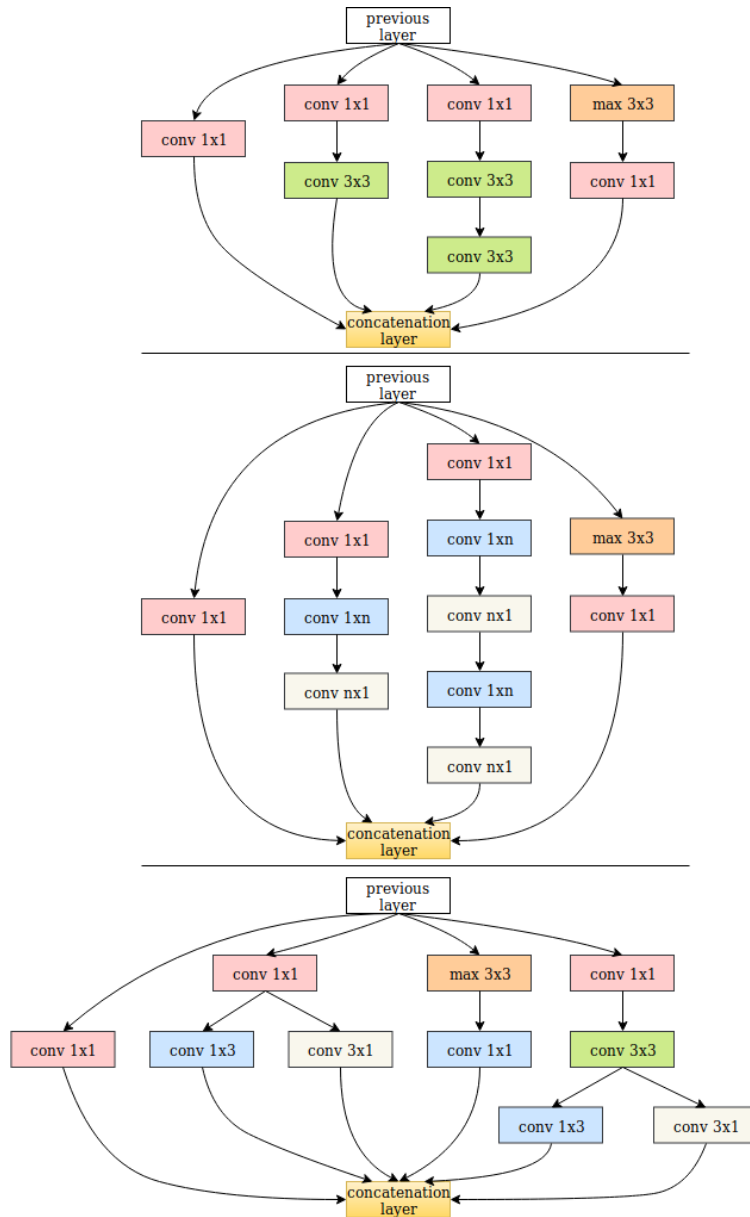 previous
layer
conv 1x1
conv 1x1
max 3x3
conv 1x1
conv 3x3
conv 3x3
conv 1x1
conv 3x3
concatenation
layer
previous
layer
conv 1x1
conv 1x1
conv 1xn
max 3x3
conv 1x1
conv 1xn
conv nx1
conv 1x1
conv nx1
conv 1xn
conv nx1
concatenation
layer
previous
layer
conv 1x1
max 3x3
conv 1x1
conv 1x1
conv 1x3
conv 3x1
conv 1x1
conv 3x3
conv 1x3
conv 3x1
concatenation
layer